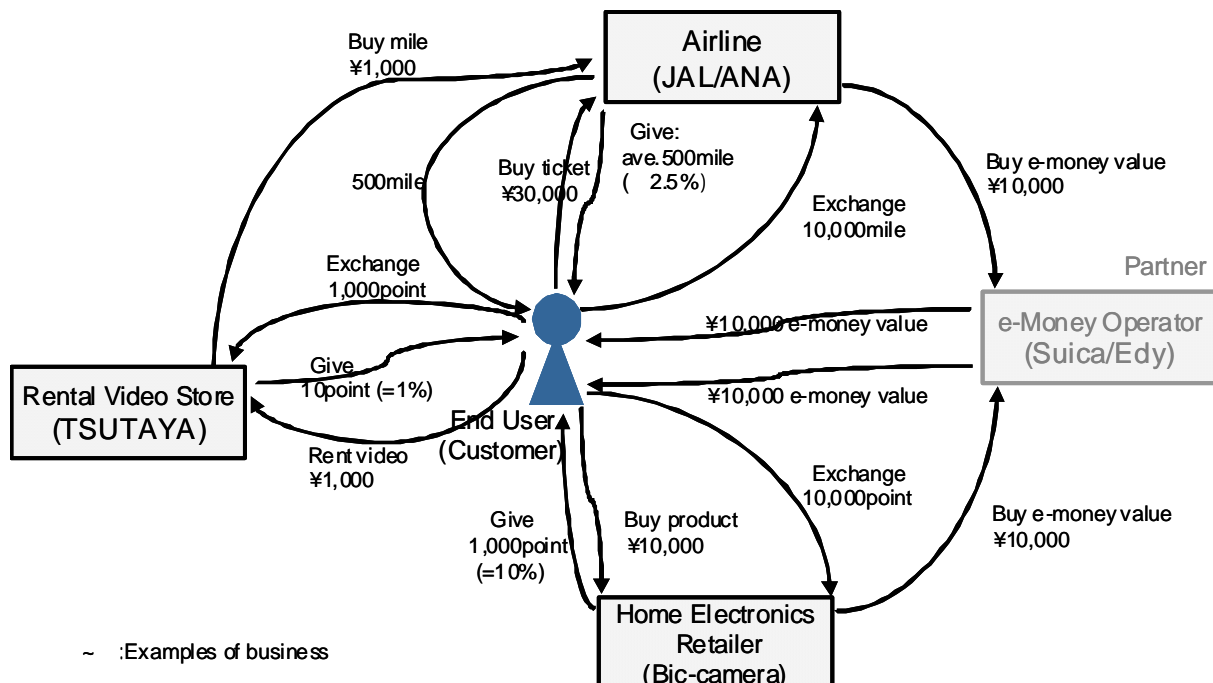 Airline
(JAL/ANA)
Buy mile
¥1,000
500mile
Buy ticket
¥30,000
Give:
ave.500mile
( 2.5%)
Buy e-money value
¥10,000
Exchange
10,000mile
Partner
e-Money Operator
(Suica/Edy)
Exchange
1,000point
¥10,000 e-money value
Give
10point (=1%)
Rental Video Store
(TSUTAYA)
¥10,000 e-money value
End User
(Customer)
Rent video
¥1,000
Exchange
10,000point
Give
1,000point
(=10%)
Buy product
¥10,000
Buy e-money value
¥10,000
Home Electronics
Retailer
(Bic-camera)
~ :Examples of business